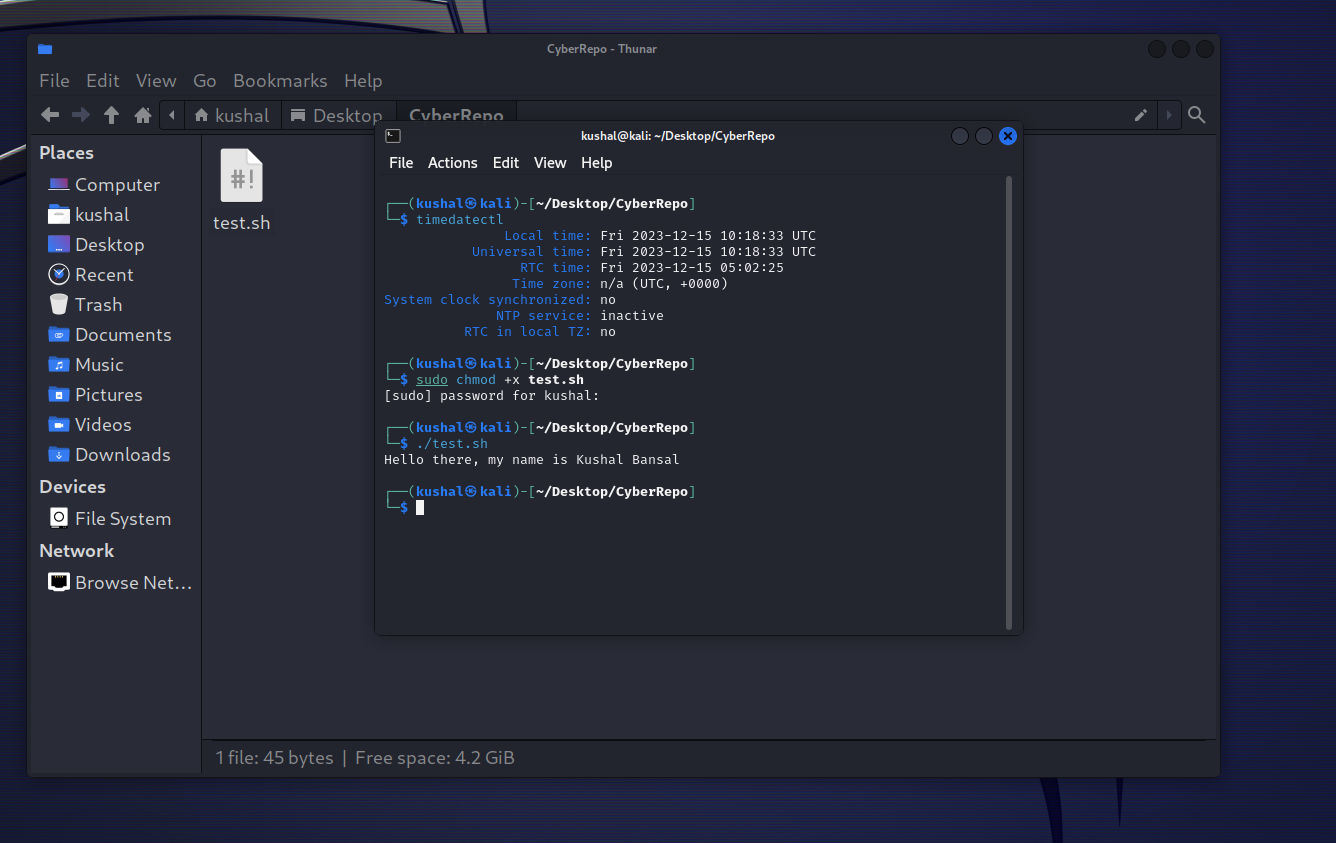 CyberRepo - Thunar
File Edit View Go Bookmarks Help
kushal Desktop CyberRepo
Places
Computer
kushal
Desktop
Recent
Trash
Documents
Music
Pictures
Videos
Downloads
Devices
File System
Network
Browse Net...
#!
test.sh
1 file: 45 bytes | Free space: 4.2 GiB
kushal@kali: ~/Desktop/CyberRepo
File Actions Edit View Help
┌──(kushal㉿kali)-[~/Desktop/CyberRepo]
└─$ timedatectl
Local time: Fri 2023-12-15 10:18:33 UTC
Universal time: Fri 2023-12-15 10:18:33 UTC
RTC time: Fri 2023-12-15 05:02:25
Time zone: n/a (UTC, +0000)
System clock synchronized: no
NTP service: inactive
RTC in local TZ: no
┌──(kushal㉿kali)-[~/Desktop/CyberRepo]
└─$ sudo chmod +x test.sh
[sudo] password for kushal:
┌──(kushal㉿kali)-[~/Desktop/CyberRepo]
└─$ ./test.sh
Hello there, my name is Kushal Bansal
┌──(kushal㉿kali)-[~/Desktop/CyberRepo]
└─$